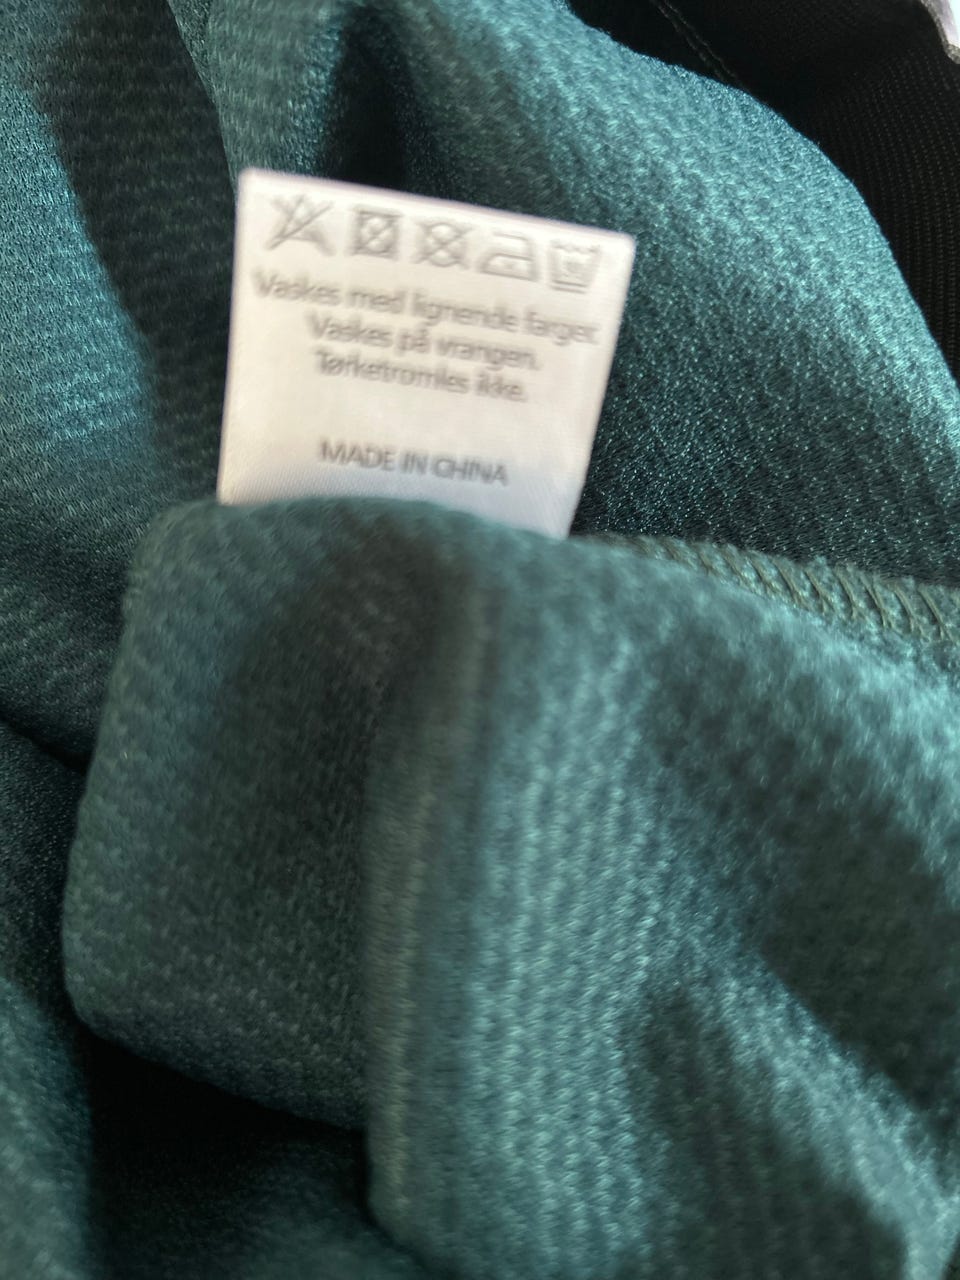 Vaskes med lignende farger.
Vaskes på vrangen.
Tørketromles ikke.
MADE IN CHINA